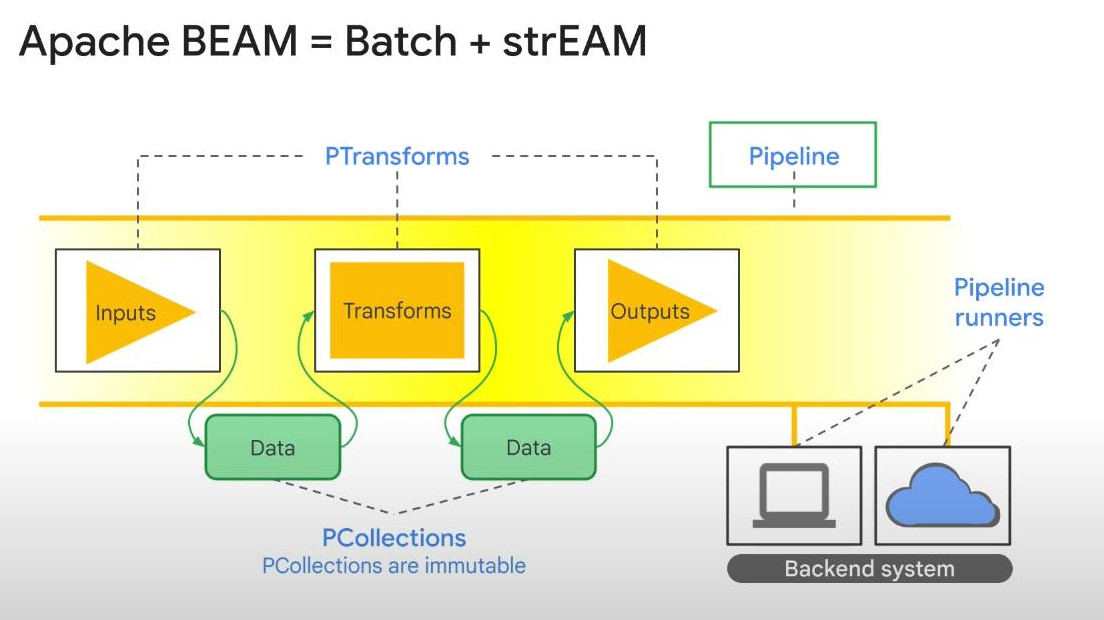 Apache BEAM = Batch + strEAM
PTransforms
Pipeline
Inputs
Transforms
Outputs
Pipeline
runners
Data
Data
PCollections
PCollections are immutable
Backend system